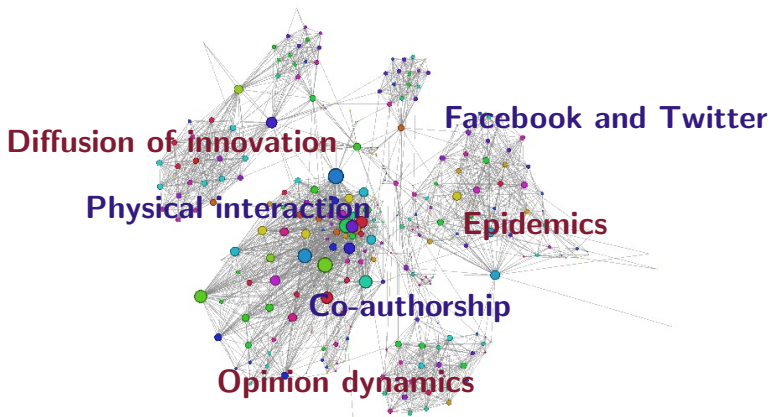 Facebook and Twitter
Diffusion of innovation
Physical interaction
Epidemics
Co-authorship
Opinion dynamics